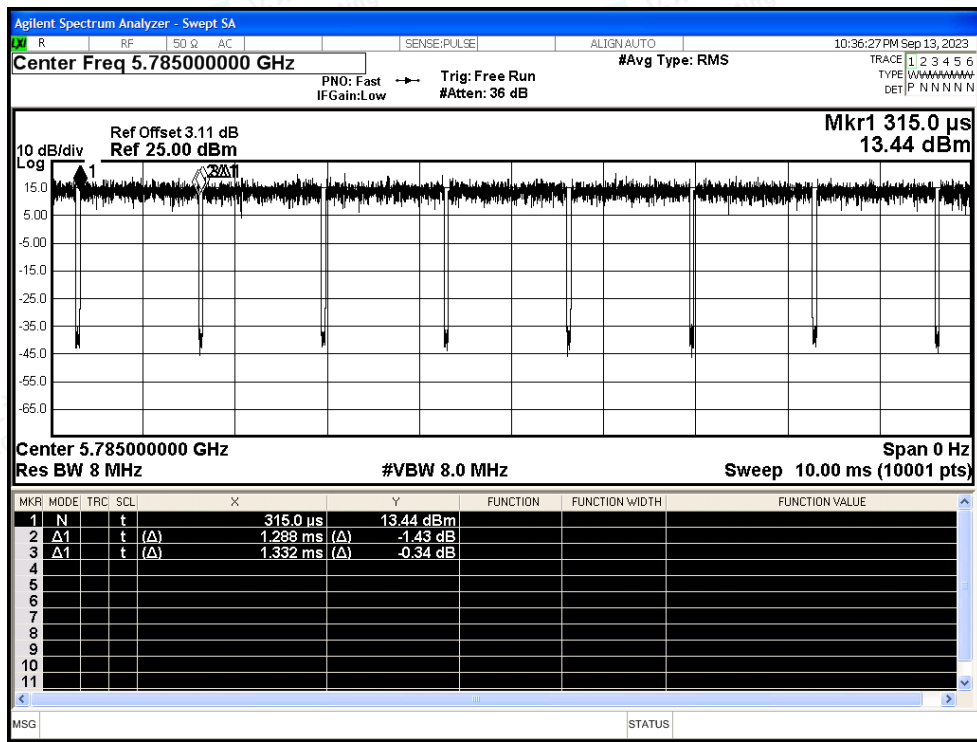 Agilent Spectrum Analyzer - Swept SA
LXI R RF 50 Ω AC SENSE:PULSE ALIGN AUTO 10:36:27 PM Sep 13, 2023
Center Freq 5.785000000 GHz #Avg Type: RMS TRACE 1 2 3 4 5 6
PNO: Fast Trig: Free Run TYPE
IFGain:Low #Atten: 36 dB DET P N N N N N
Mkr1 315.0 µs
Ref Offset 3.11 dB
10 dB/div Ref 25.00 dBm 13.44 dBm
Log
1
15.0
5.00
-5.00
-15.0
-25.0
-35.0
-45.0
-55.0
-65.0
Center 5.785000000 GHz Span 0 Hz
Res BW 8 MHz #VBW 8.0 MHz Sweep 10.00 ms (10001 pts)
MKR MODE TRC SCL X Y FUNCTION FUNCTION WIDTH FUNCTION VALUE
1 N t 315.0 µs 13.44 dBm
2 Δ1 t (Δ) 1.288 ms (Δ) -1.43 dB
3 Δ1 t (Δ) 1.332 ms (Δ) -0.34 dB
4
5
6
7
8
9
10
11
MSG STATUS